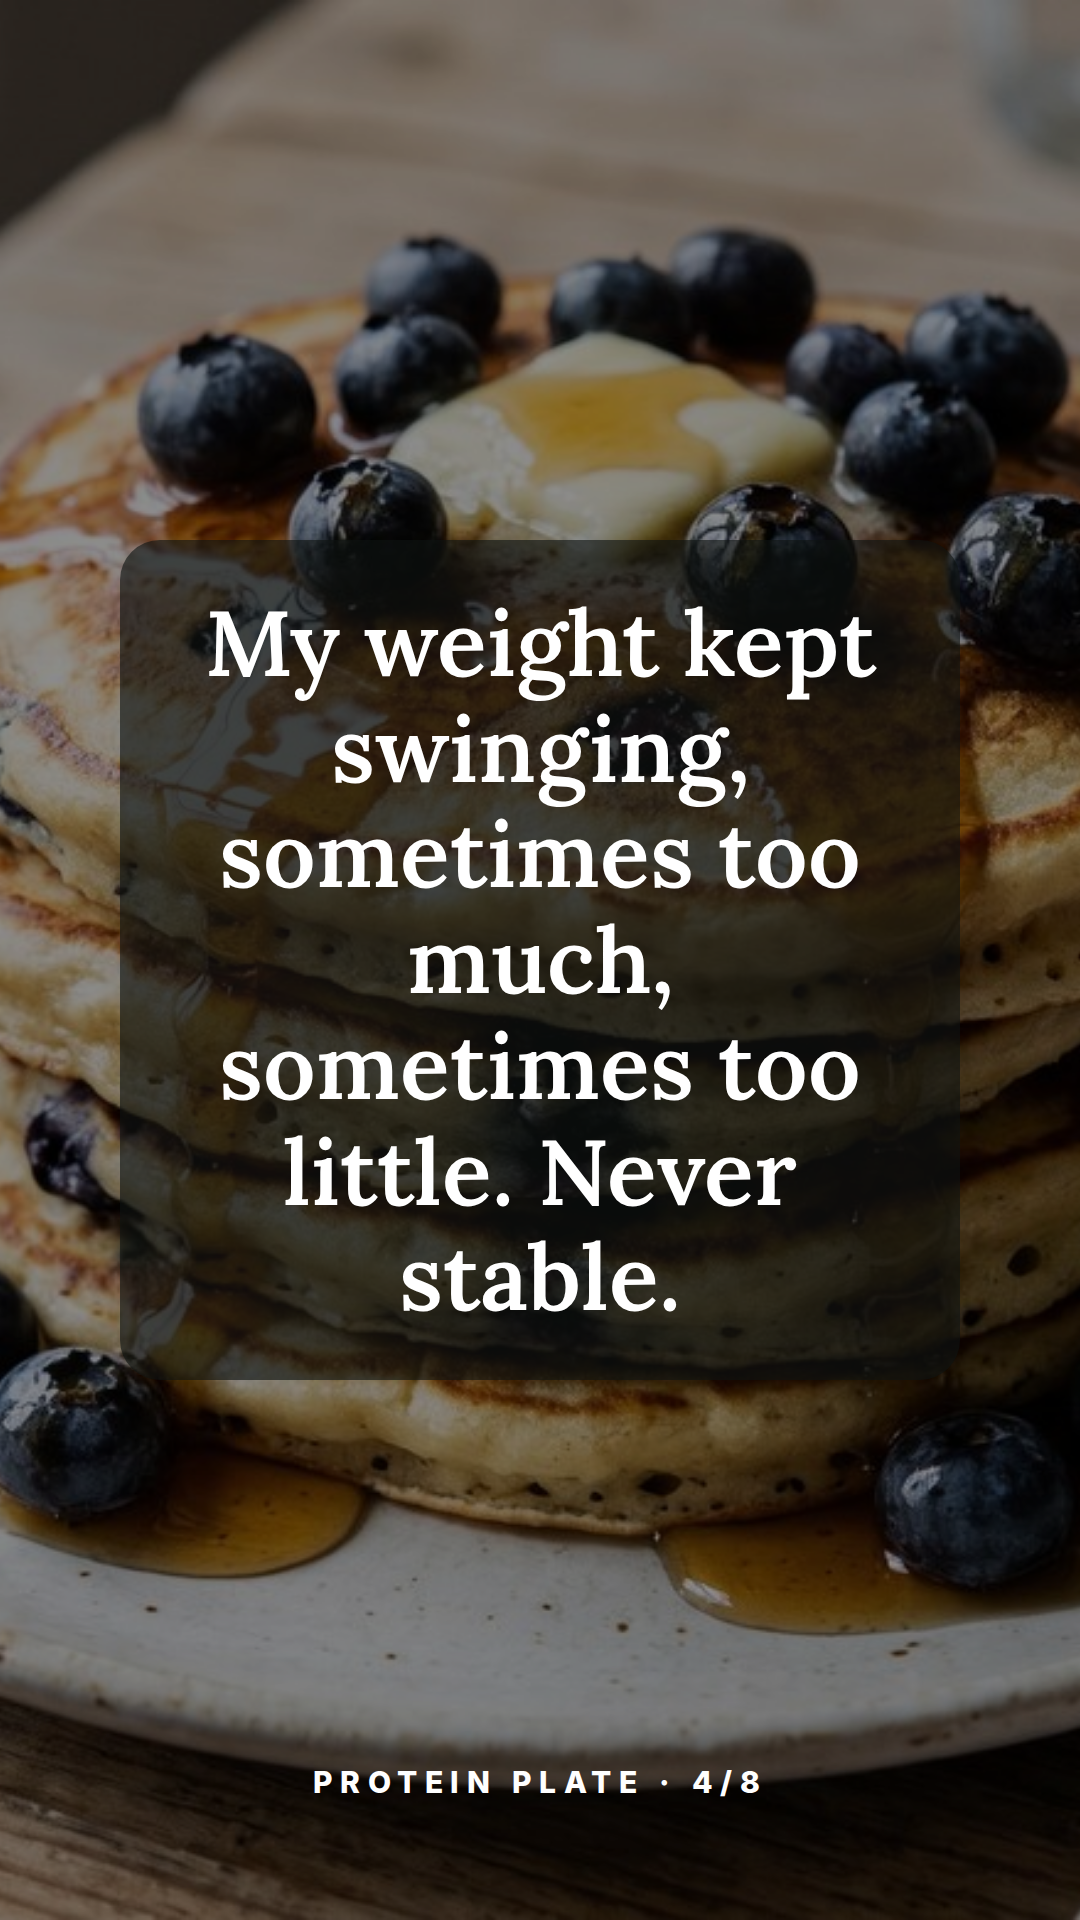 My weight kept
swinging,
sometimes too
much,
sometimes too
little. Never
stable.
PROTEIN PLATE · 4/8